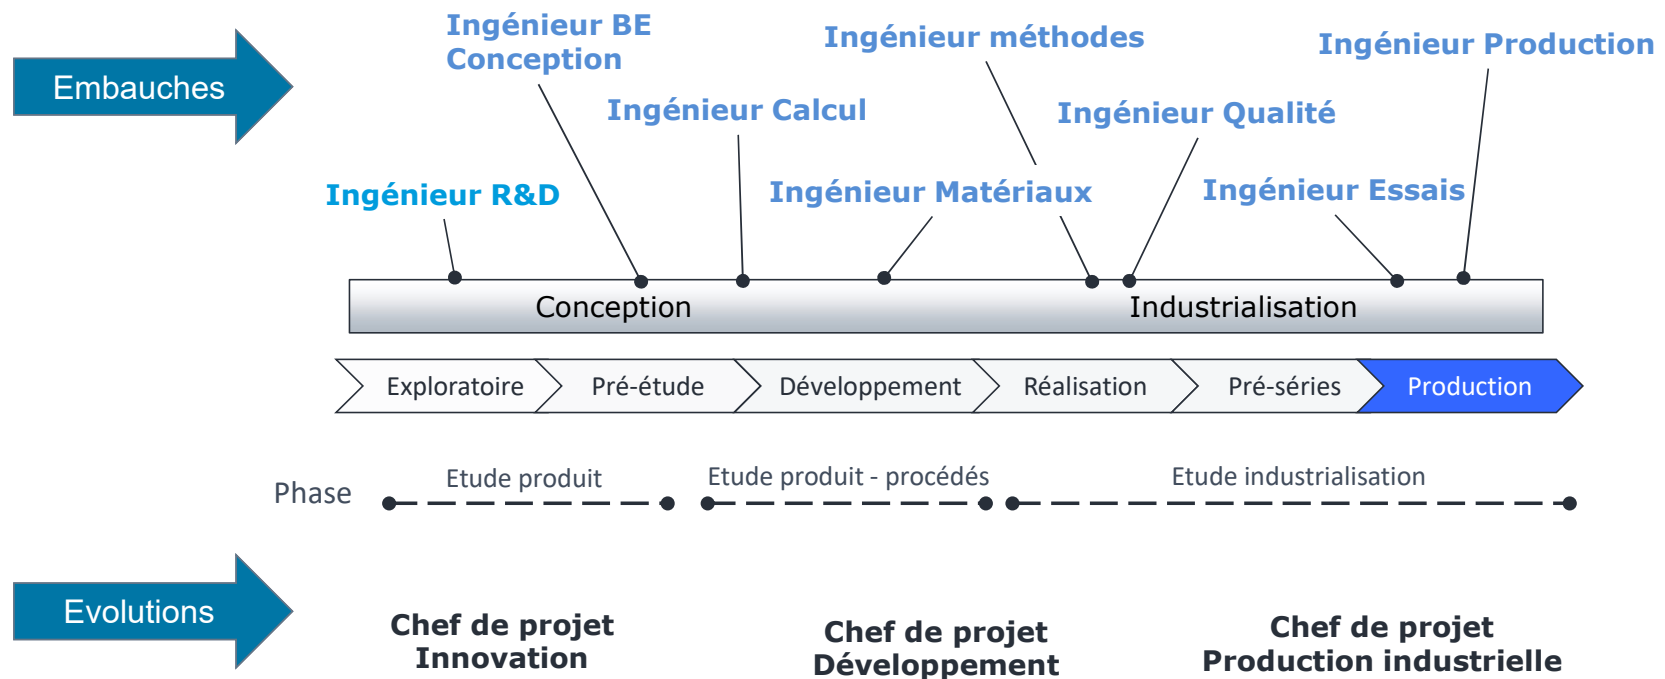 Embauches
Ingénieur BE
Conception
Ingénieur méthodes
Ingénieur Production
Ingénieur Calcul
Ingénieur Qualité
Ingénieur R&D
Ingénieur Matériaux
Ingénieur Essais
Conception
Industrialisation
Exploratoire
Pré-étude
Développement
Réalisation
Pré-séries
Production
Phase
Etude produit
Etude produit - procédés
Etude industrialisation
Evolutions
Chef de projet
Innovation
Chef de projet
Développement
Chef de projet
Production industrielle